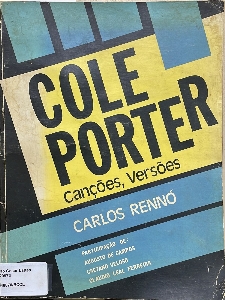 COLE
PORTER
Canções, Versões
CARLOS RENNÓ
PARTICIPAÇÃO DE:
AUGUSTO DE CAMPOS
CAETANO VELOSO
CLAUDIO LEAL FERREIRA